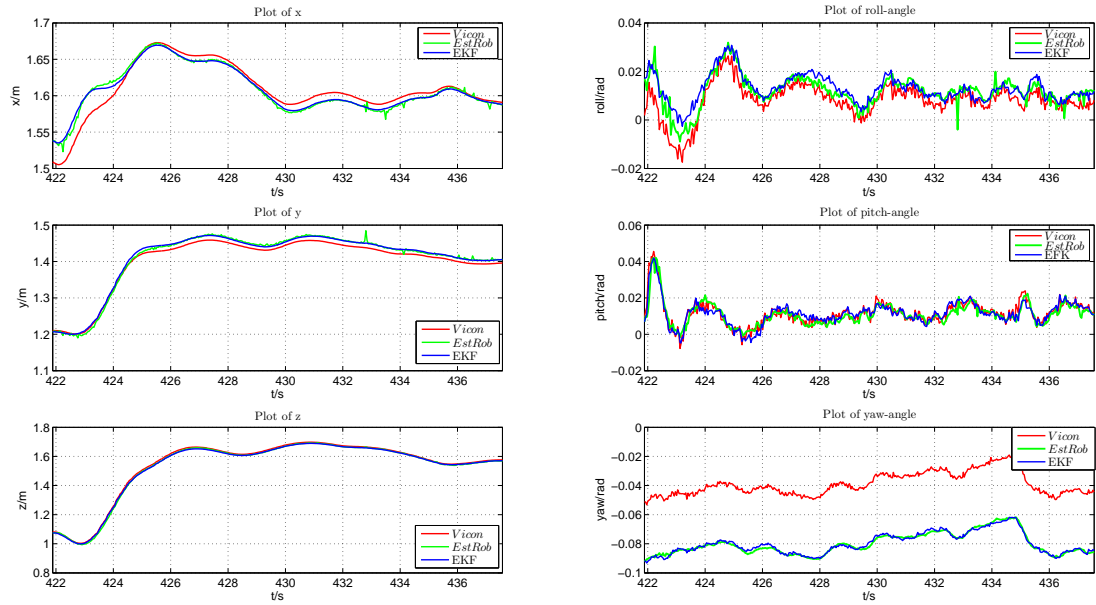 Plot of x
1.7
1.65
1.6
1.55
1.5
x/m
422 424 426 428 430 432 434 436
t/s
Vicon
EstRob
EKF
Plot of roll-angle
0.04
0.02
0
−0.02
roll/rad
422 424 426 428 430 432 434 436
t/s
Vicon
EstRob
EKF
Plot of y
1.5
1.4
1.3
1.2
1.1
y/m
422 424 426 428 430 432 434 436
t/s
Vicon
EstRob
EKF
Plot of pitch-angle
0.06
0.04
0.02
0
−0.02
pitch/rad
422 424 426 428 430 432 434 436
t/s
Vicon
EstRob
EFK
Plot of z
1.8
1.6
1.4
1.2
1
0.8
z/m
422 424 426 428 430 432 434 436
t/s
Vicon
EstRob
EKF
Plot of yaw-angle
0
−0.02
−0.04
−0.06
−0.08
−0.1
yaw/rad
422 424 426 428 430 432 434 436
t/s
Vicon
EstRob
EKF